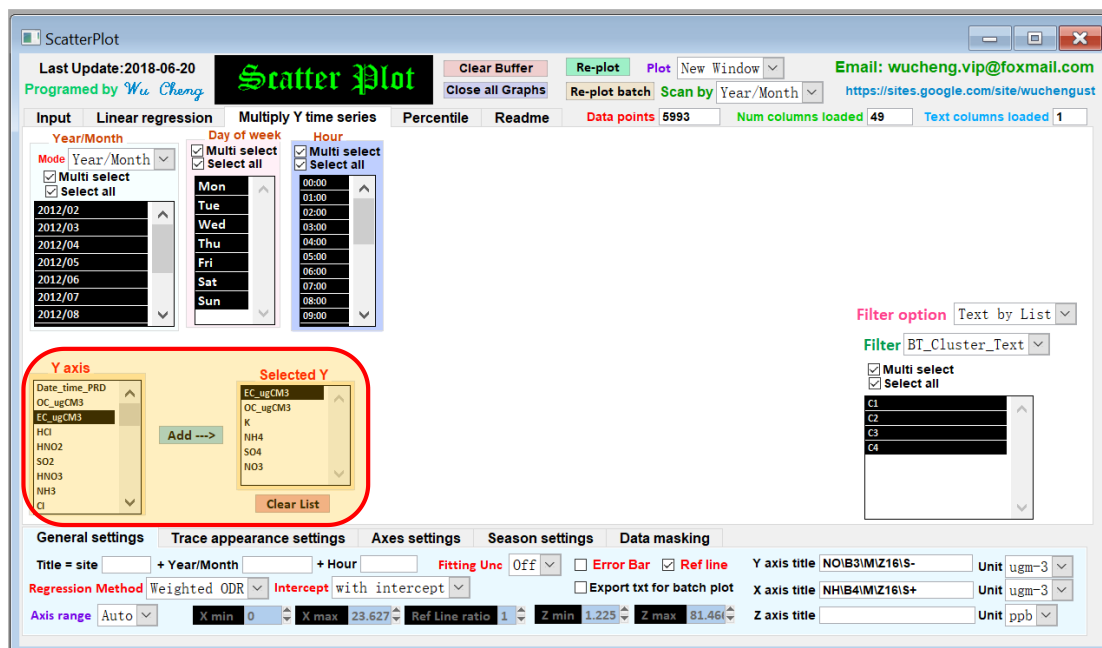 ScatterPlot
Last Update:2018-06-20
Programed by Wu Cheng
Scatter Plot
Clear Buffer
Close all Graphs
Re-plot
Plot New Window
Re-plot batch
Scan by Year/Month
Email: wucheng.vip@foxmail.com
https://sites.google.com/site/wuchengust
Input Linear regression Multiply Y time series Percentile Readme
Data points 5993
Num columns loaded 49
Text columns loaded 1
Year/Month
Mode Year/Month
Multi select
Select all
2012/02
2012/03
2012/04
2012/05
2012/06
2012/07
2012/08
Day of week
Multi select
Select all
Mon
Tue
Wed
Thu
Fri
Sat
Sun
Hour
Multi select
Select all
00:00
01:00
02:00
03:00
04:00
05:00
06:00
07:00
08:00
09:00
Filter option Text by List
Filter BT_Cluster_Text
Multi select
Select all
C1
C2
C3
C4
Y axis
Date_time_PRD
OC_ugCM3
EC_ugCM3
HCl
HNO2
SO2
HNO3
NH3
Cl
Add --->
Selected Y
EC_ugCM3
OC_ugCM3
K
NH4
SO4
NO3
Clear List
General settings Trace appearance settings Axes settings Season settings Data masking
Title = site + Year/Month + Hour
Fitting Unc Off
Error Bar
Ref line
Y axis title NO\B3\M\Z16\S-
Unit ugm-3
Regression Method Weighted ODR
Intercept with intercept
Export txt for batch plot
X axis title NH\B4\M\Z16\S+
Unit ugm-3
Axis range Auto
X min 0
X max 23.627
Ref Line ratio 1
Z min 1.225
Z max 81.46
Z axis title
Unit ppb